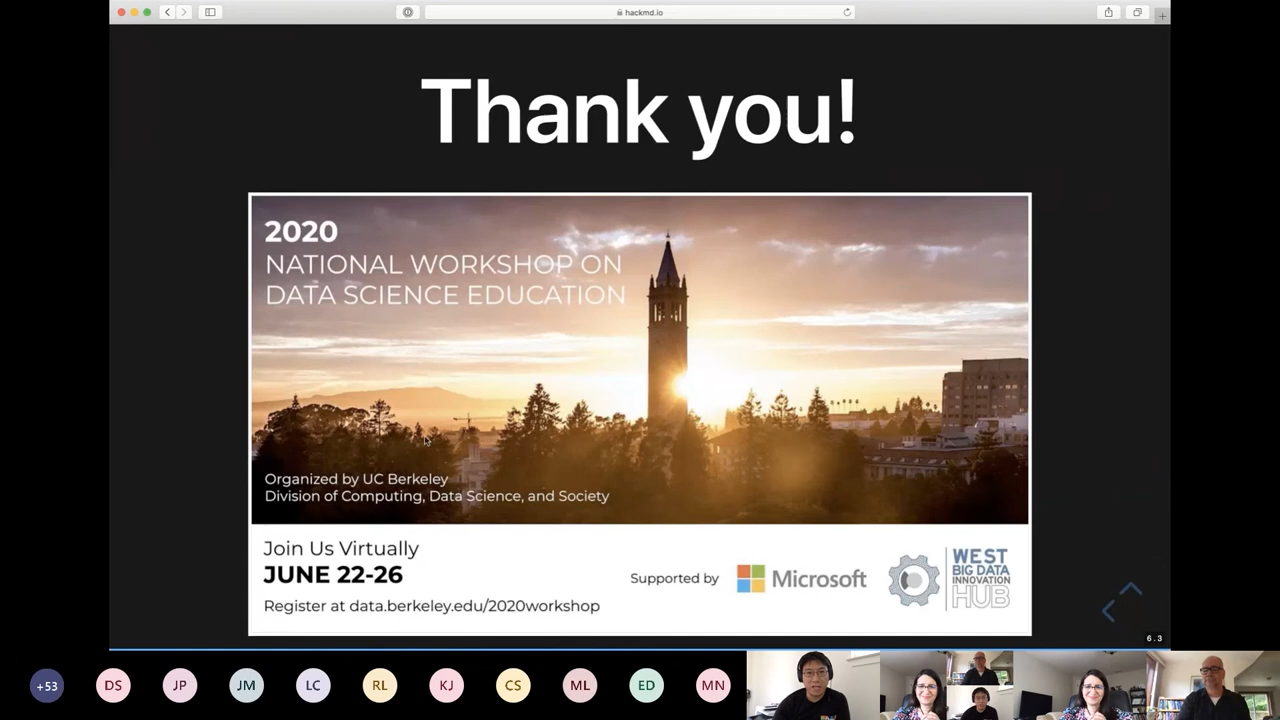 hackmd.io
Thank you!
2020
NATIONAL WORKSHOP ON
DATA SCIENCE EDUCATION
Organized by UC Berkeley
Division of Computing, Data Science, and Society
Join Us Virtually
JUNE 22-26
Register at data.berkeley.edu/2020workshop
Supported by
Microsoft
WEST
BIG DATA
INNOVATION
HUB
6.3
+53
DS
JP
JM
LC
RL
KJ
CS
ML
ED
MN